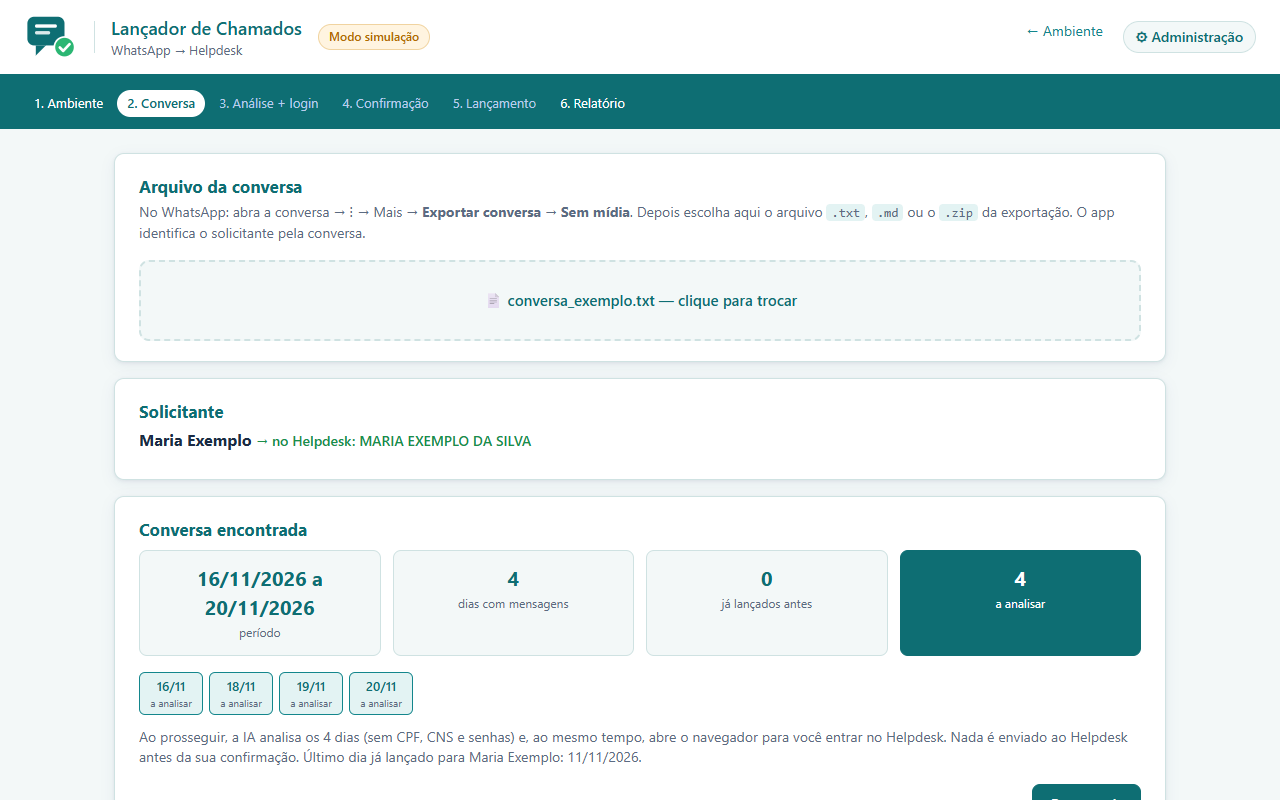 Lançador de Chamados
WhatsApp → Helpdesk
Modo simulação
← Ambiente
⚙ Administração
1. Ambiente
2. Conversa
3. Análise + login
4. Confirmação
5. Lançamento
6. Relatório
Arquivo da conversa
No WhatsApp: abra a conversa → ⋮ → Mais → Exportar conversa → Sem mídia. Depois escolha aqui o arquivo .txt, .md ou o .zip da exportação. O app
identifica o solicitante pela conversa.
conversa_exemplo.txt — clique para trocar
Solicitante
Maria Exemplo → no Helpdesk: MARIA EXEMPLO DA SILVA
Conversa encontrada
16/11/2026 a
20/11/2026
período
4
dias com mensagens
0
já lançados antes
4
a analisar
16/11
a analisar
18/11
a analisar
19/11
a analisar
20/11
a analisar
Ao prosseguir, a IA analisa os 4 dias (sem CPF, CNS e senhas) e, ao mesmo tempo, abre o navegador para você entrar no Helpdesk. Nada é enviado ao Helpdesk
antes da sua confirmação. Último dia já lançado para Maria Exemplo: 11/11/2026.